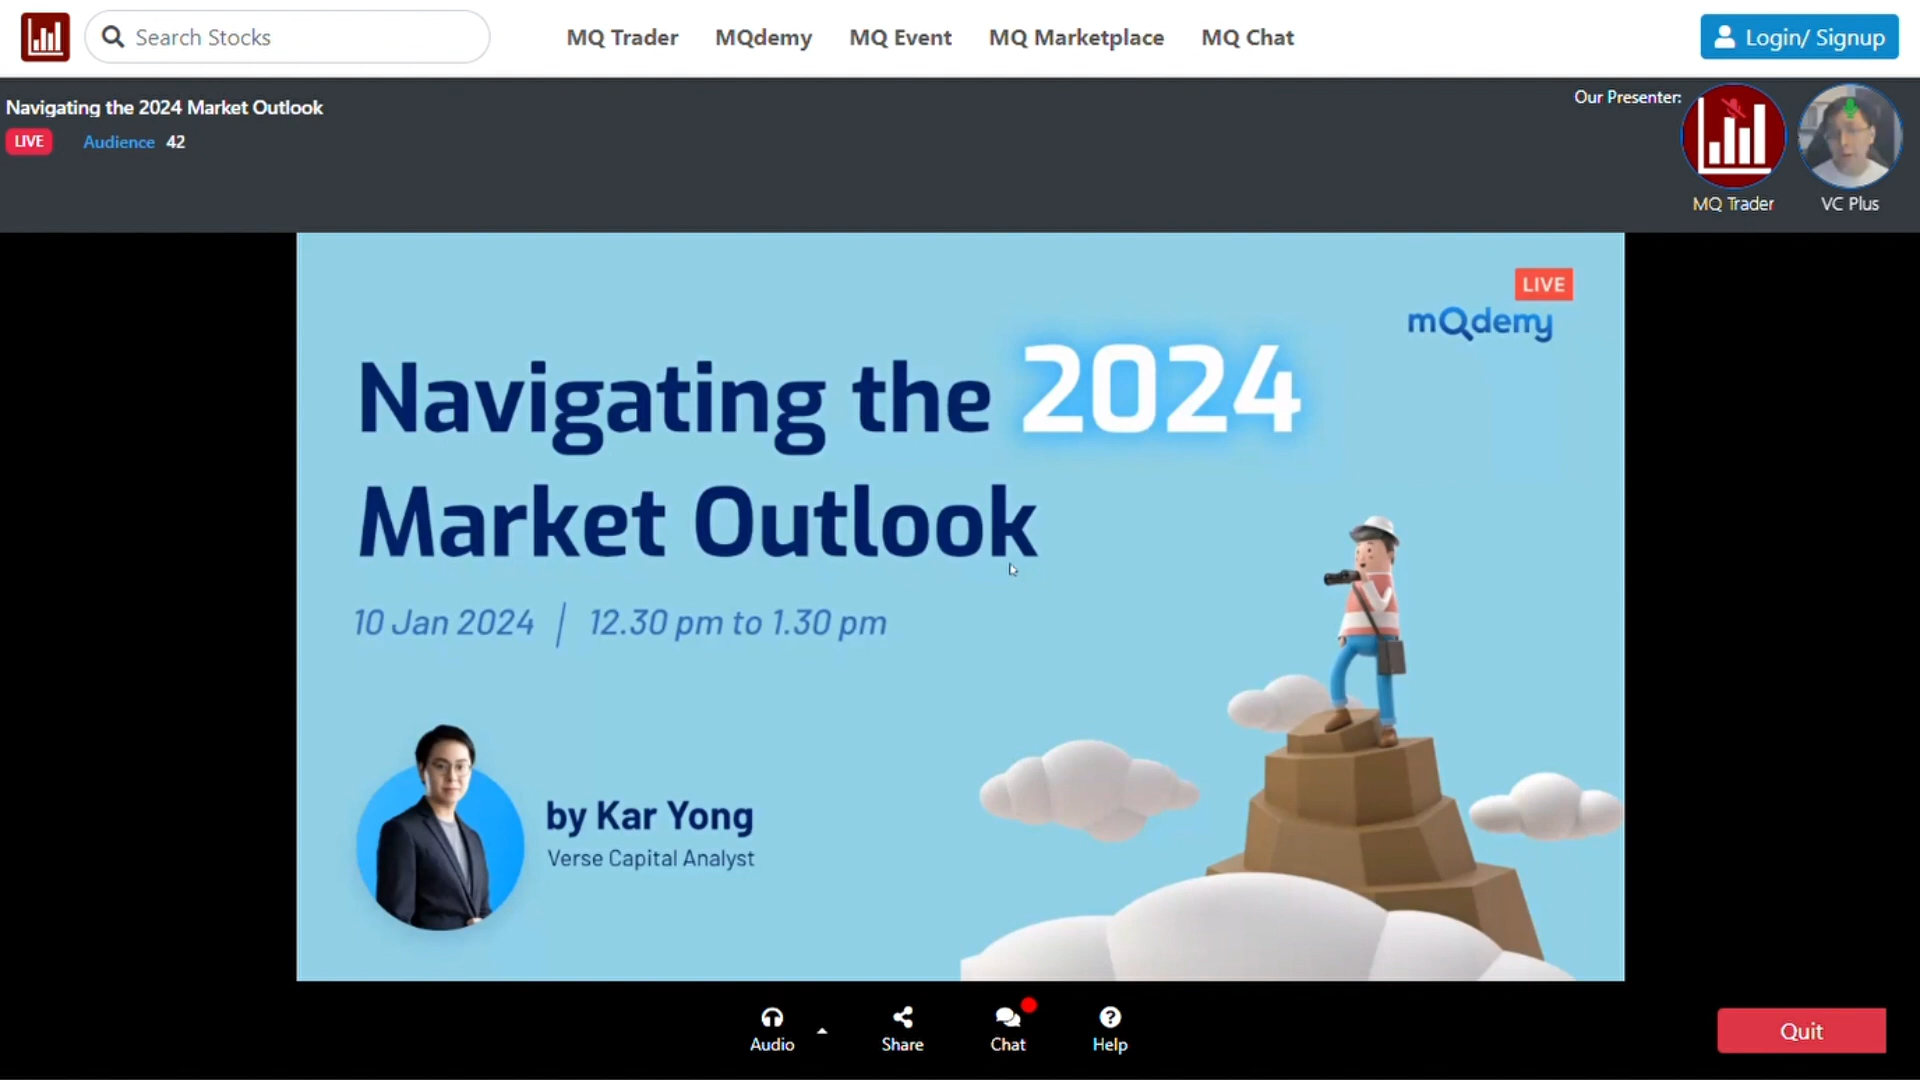 Search Stocks
MQ Trader
MQdemy
MQ Event
MQ Marketplace
MQ Chat
Login/ Signup
Navigating the 2024 Market Outlook
LIVE
Audience 42
Our Presenter:
MQ Trader
VC Plus
LIVE
mQdemy
Navigating the 2024
Market Outlook
10 Jan 2024 | 12.30 pm to 1.30 pm
by Kar Yong
Verse Capital Analyst
Audio
Share
Chat
Help
Quit